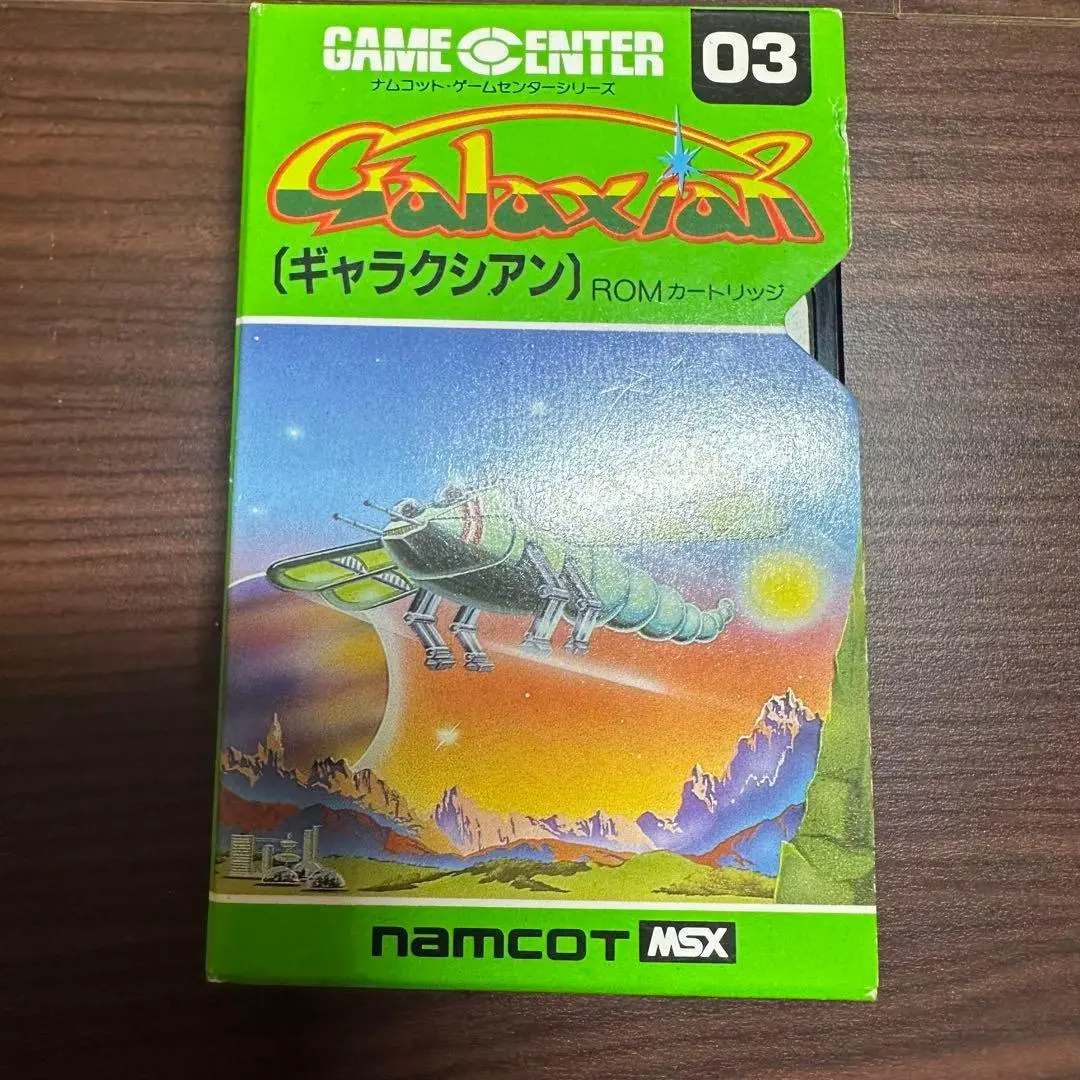 GAME CENTER
03
ナムコット・ゲームセンターシリーズ
Galaxian
〔ギャラクシアン〕 ROMカートリッジ
namcot MSX